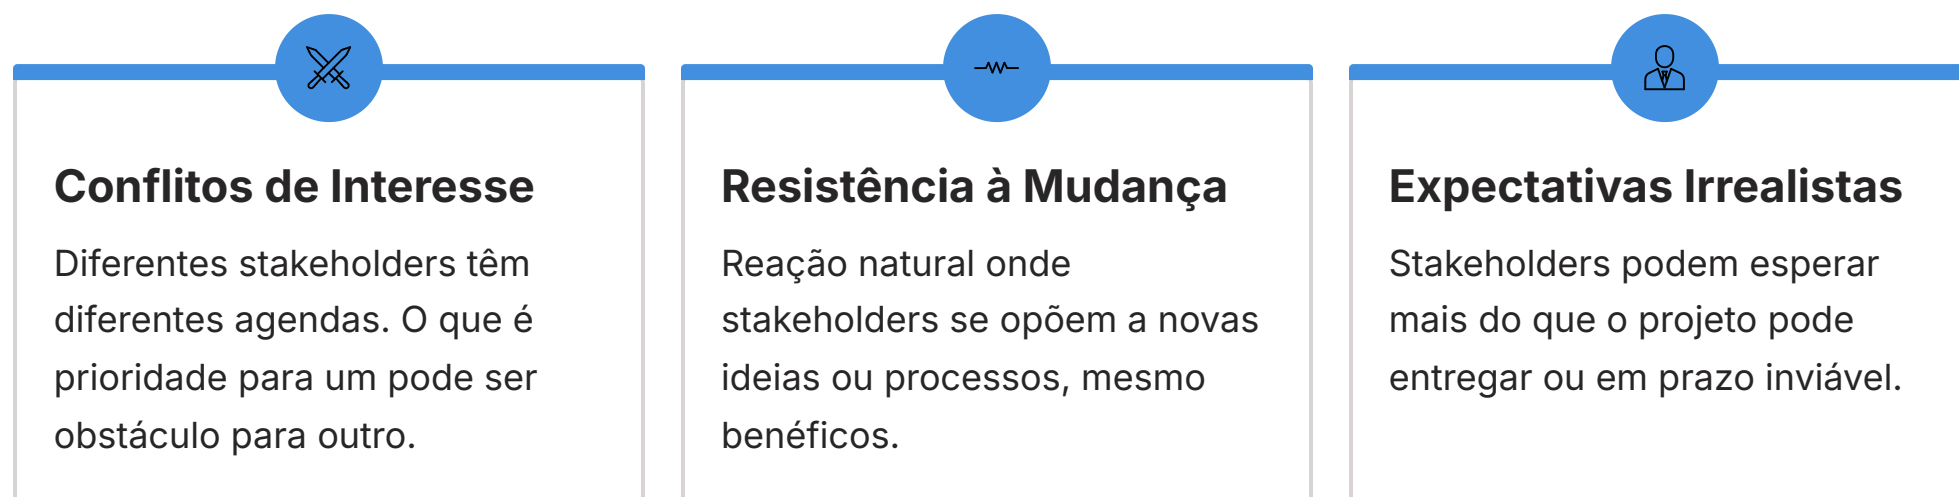 Conflitos de Interesse
Diferentes stakeholders têm
diferentes agendas. O que é
prioridade para um pode ser
obstáculo para outro.
Resistência à Mudança
Reação natural onde
stakeholders se opõem a novas
ideias ou processos, mesmo
benéficos.
Expectativas Irrealistas
Stakeholders podem esperar
mais do que o projeto pode
entregar ou em prazo inviável.